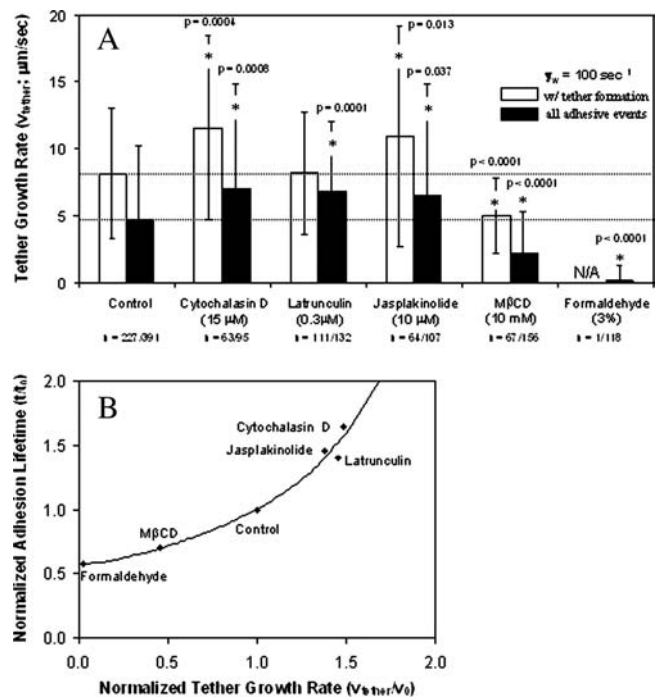 A
Tether Growth Rate (Vtether; µm/sec)
20
15
10
5
0
p = 0.0004
p = 0.0008
p = 0.0001
p = 0.013
p = 0.037
γw = 100 sec⁻¹
w/ tether formation
all adhesive events
p < 0.0001
p < 0.0001
p < 0.0001
* * * * * * * *
N/A
Control Cytochalasin D Latrunculin Jasplakinolide MβCD Formaldehyde
(15 µM) (0.3µM) (10 µM) (10 mM) (3%)
n = 227/391 n = 63/95 n = 111/132 n = 64/107 n = 67/156 n = 1/118
B
Normalized Adhesion Lifetime (t/t₀)
2.0
1.5
1.0
0.5
0.0
Cytochalasin D
Jasplakinolide
Latrunculin
Control
MβCD
Formaldehyde
0.0 0.5 1.0 1.5 2.0
Normalized Tether Growth Rate (Vtether/V₀)